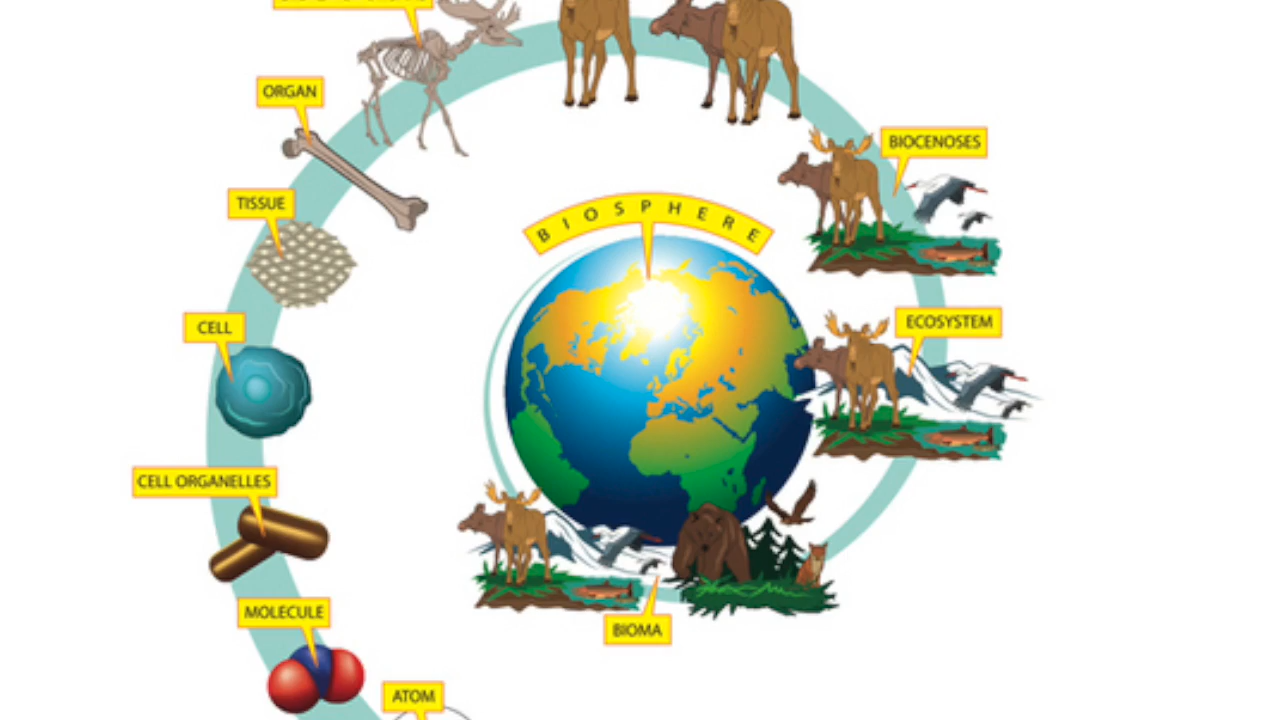 ORGAN
BIOCENOSES
TISSUE
BIOSPHERE
CELL
ECOSYSTEM
CELL ORGANELLES
MOLECULE
BIOMA
ATOM